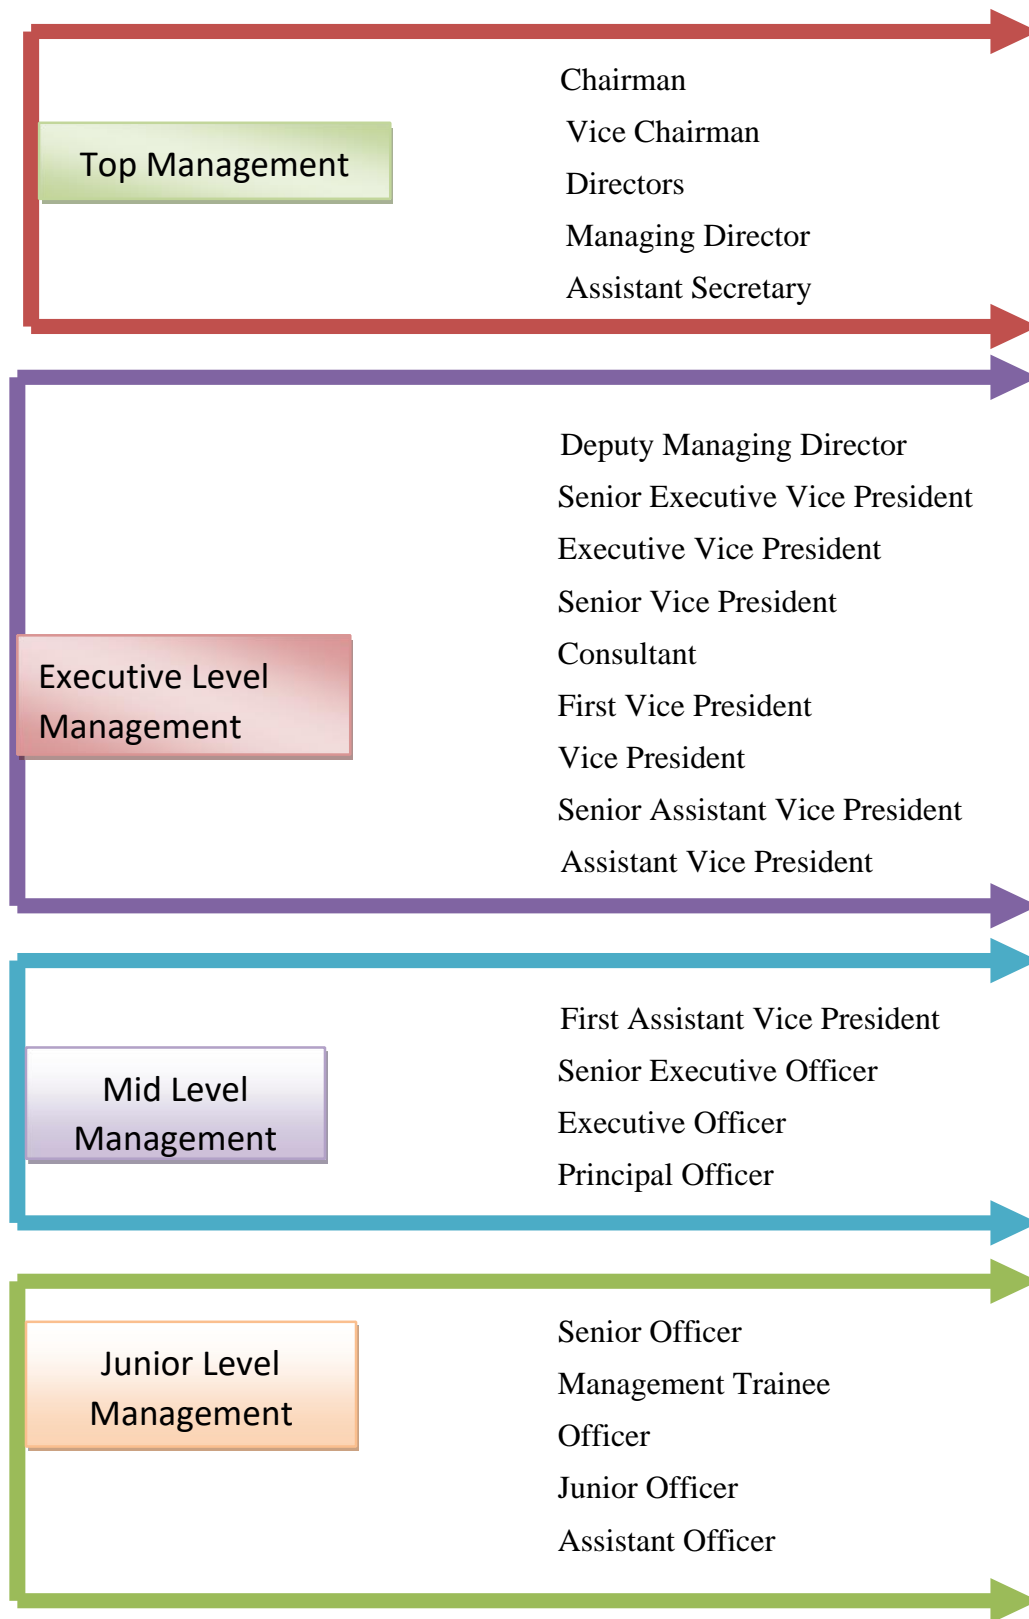 Chairman
Vice Chairman
Top Management
Directors
Managing Director
Assistant Secretary
Deputy Managing Director
Senior Executive Vice President
Executive Vice President
Senior Vice President
Executive Level
Management
Consultant
First Vice President
Vice President
Senior Assistant Vice President
Assistant Vice President
First Assistant Vice President
Mid Level
Management
Senior Executive Officer
Executive Officer
Principal Officer
Junior Level
Management
Senior Officer
Management Trainee
Officer
Junior Officer
Assistant Officer